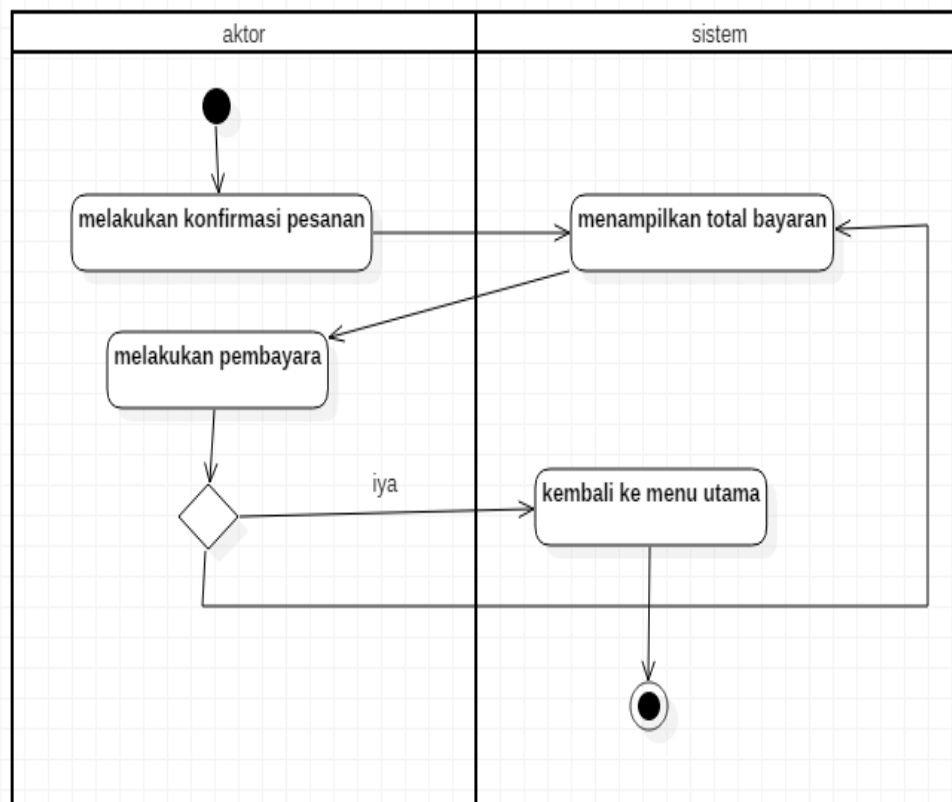 aktor
sistem
melakukan konfirmasi pesanan
menampilkan total bayaran
melakukan pembayara
iya
kembali ke menu utama